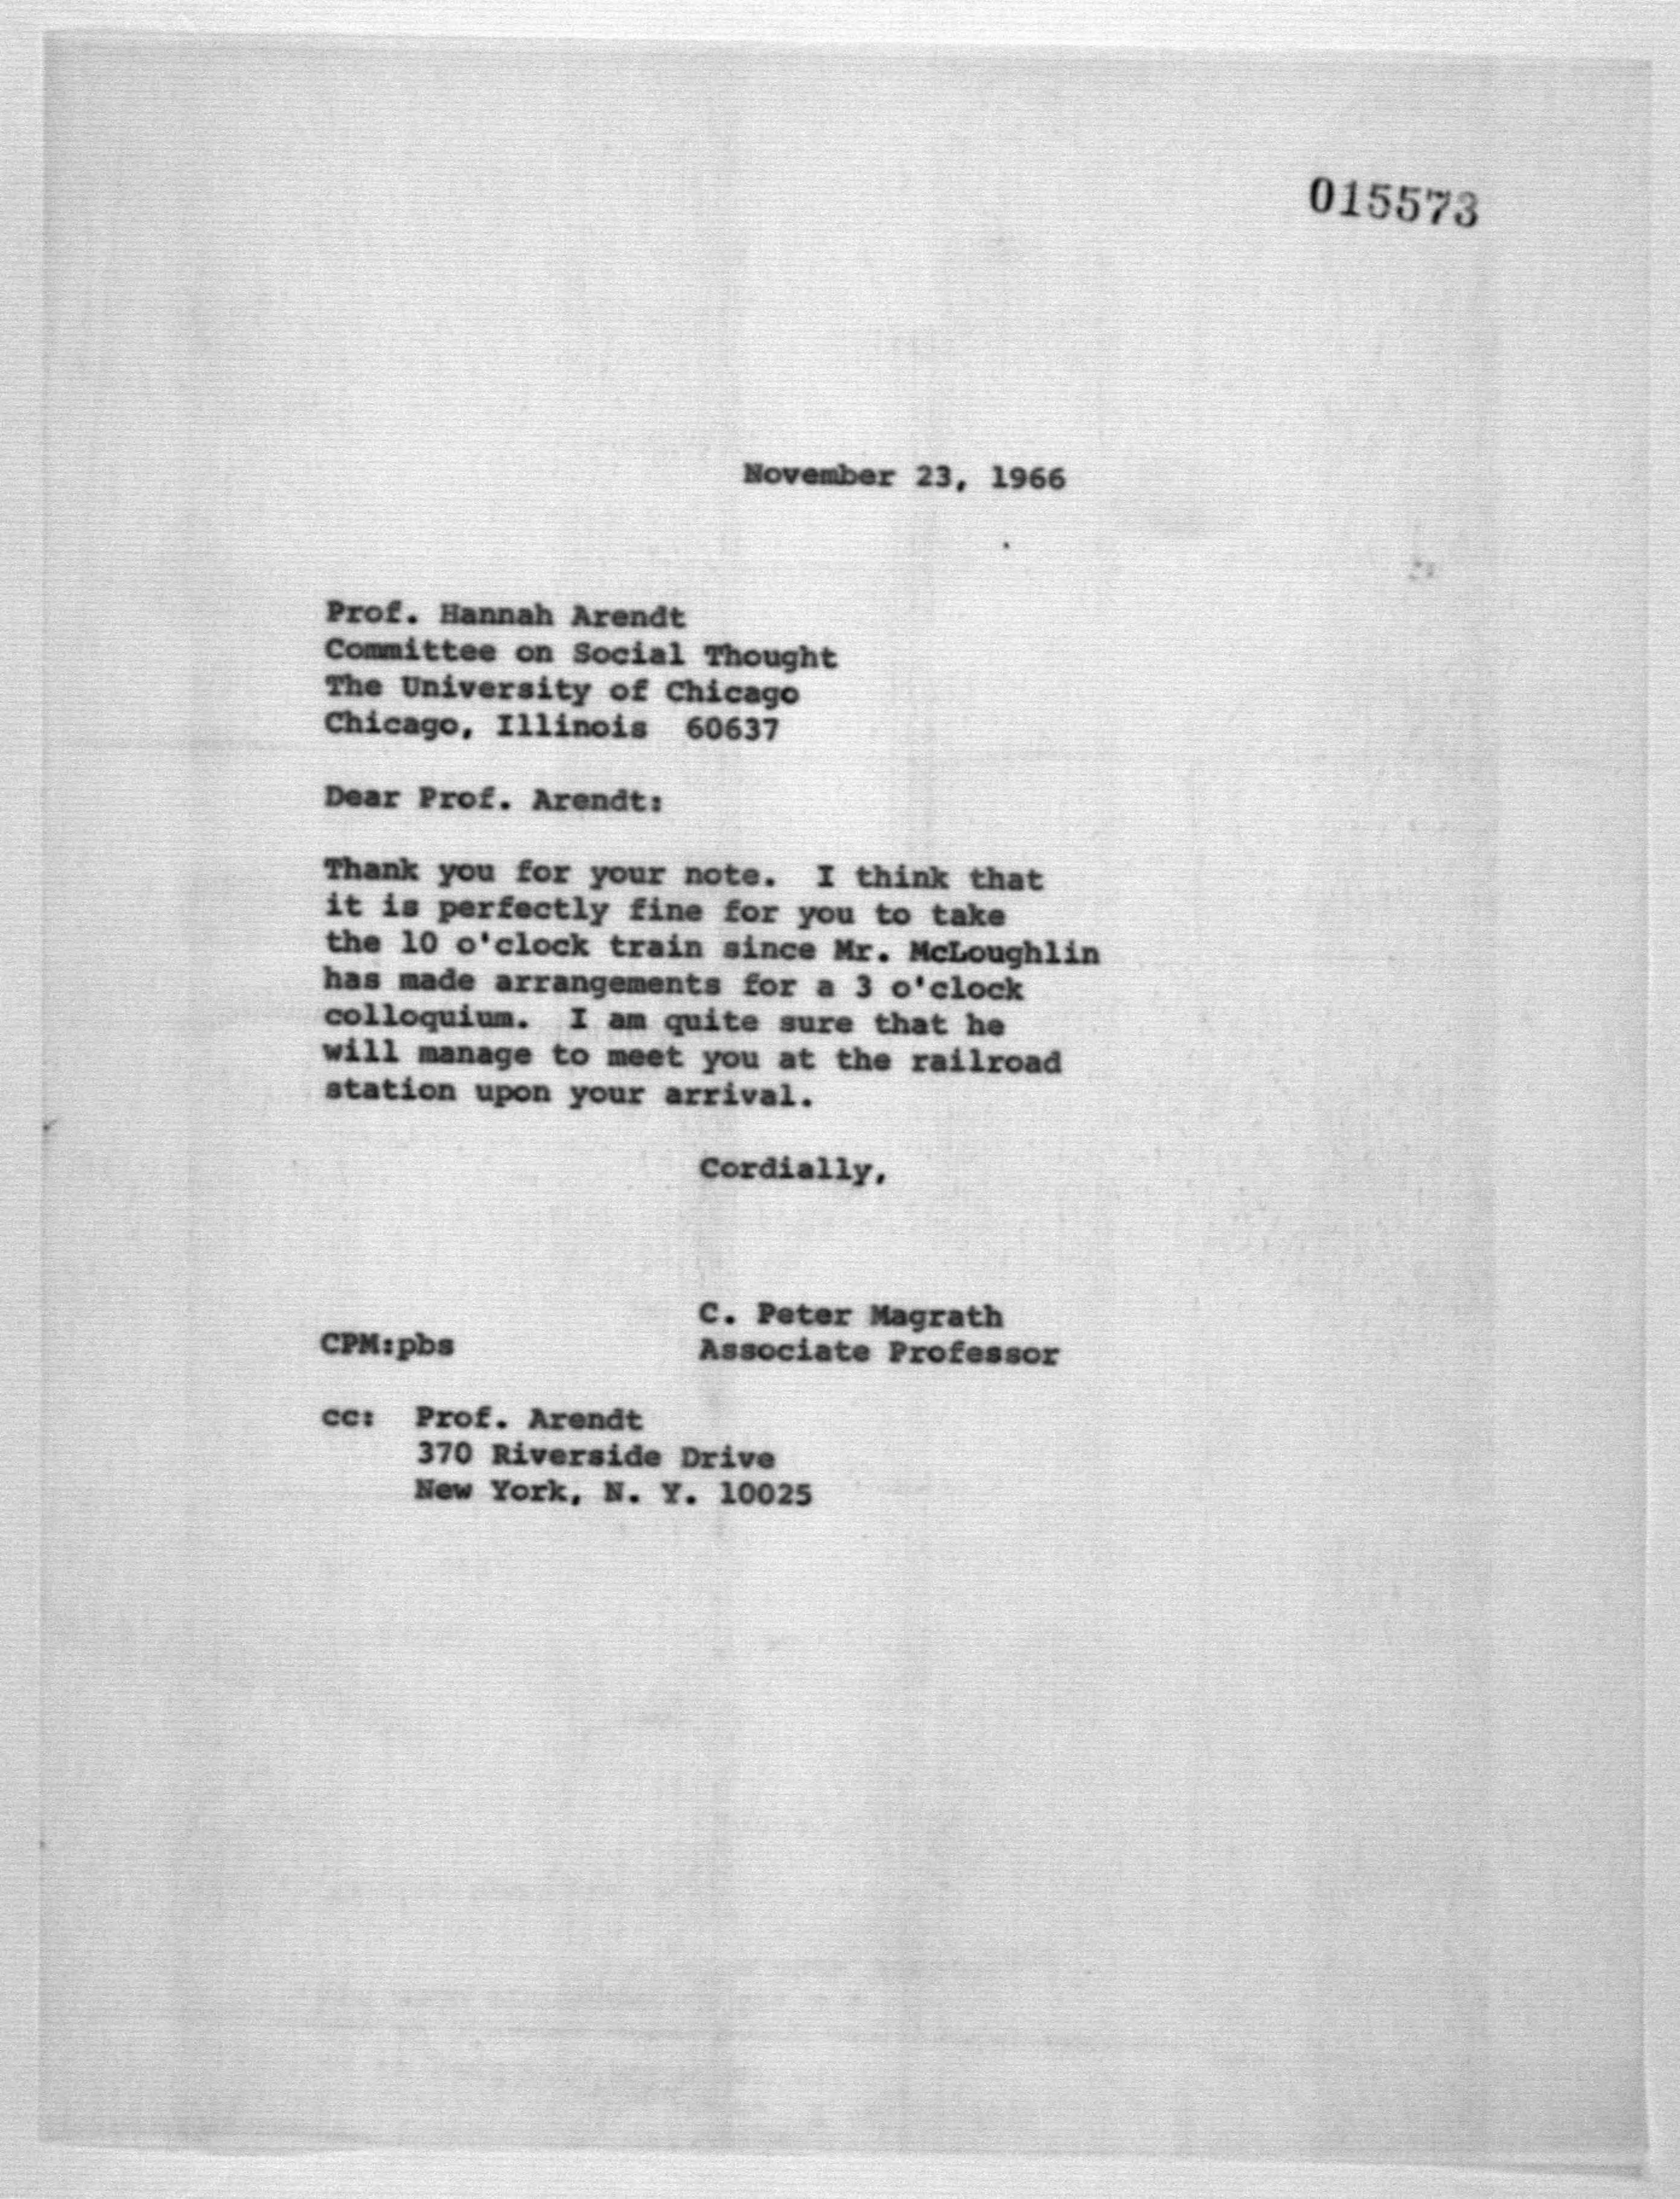 015573
November 23, 1966
Prof. Hannah Arendt
Committee on Social Thought
The University of Chicago
Chicago, Illinois  60637
Dear Prof. Arendt:
Thank you for your note.  I think that
it is perfectly fine for you to take
the 10 o'clock train since Mr. McLoughlin
has made arrangements for a 3 o'clock
colloquium.  I am quite sure that he
will manage to meet you at the railroad
station upon your arrival.
Cordially,
C. Peter Magrath
CPM:pbs Associate Professor
cc:  Prof. Arendt
370 Riverside Drive
New York, N. Y. 10025